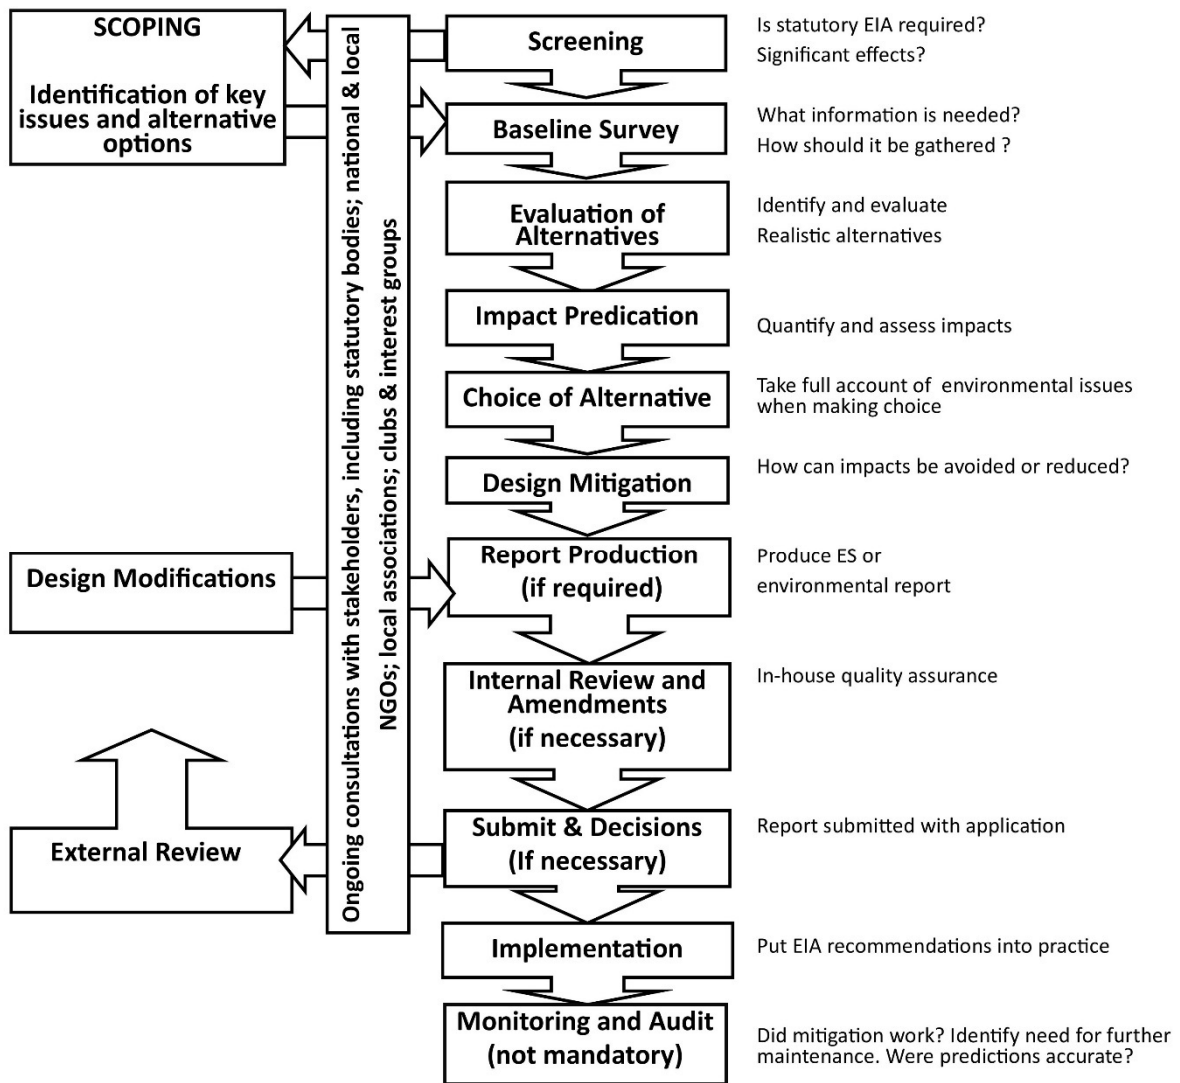 SCOPING
Identification of key
issues and alternative
options
Screening
Is statutory EIA required?
Significant effects?
Baseline Survey
What information is needed?
How should it be gathered ?
Evaluation of
Alternatives
Identify and evaluate
Realistic alternatives
Impact Predication
Quantify and assess impacts
Choice of Alternative
Take full account of environmental issues
when making choice
Design Mitigation
How can impacts be avoided or reduced?
Ongoing consultations with stakeholders, including statutory bodies; national & local
NGOs; local associations; clubs & interest groups
Design Modifications
Report Production
(if required)
Produce ES or
environmental report
Internal Review and
Amendments
(if necessary)
In-house quality assurance
External Review
Submit & Decisions
(If necessary)
Report submitted with application
Implementation
Put EIA recommendations into practice
Monitoring and Audit
(not mandatory)
Did mitigation work? Identify need for further
maintenance. Were predictions accurate?